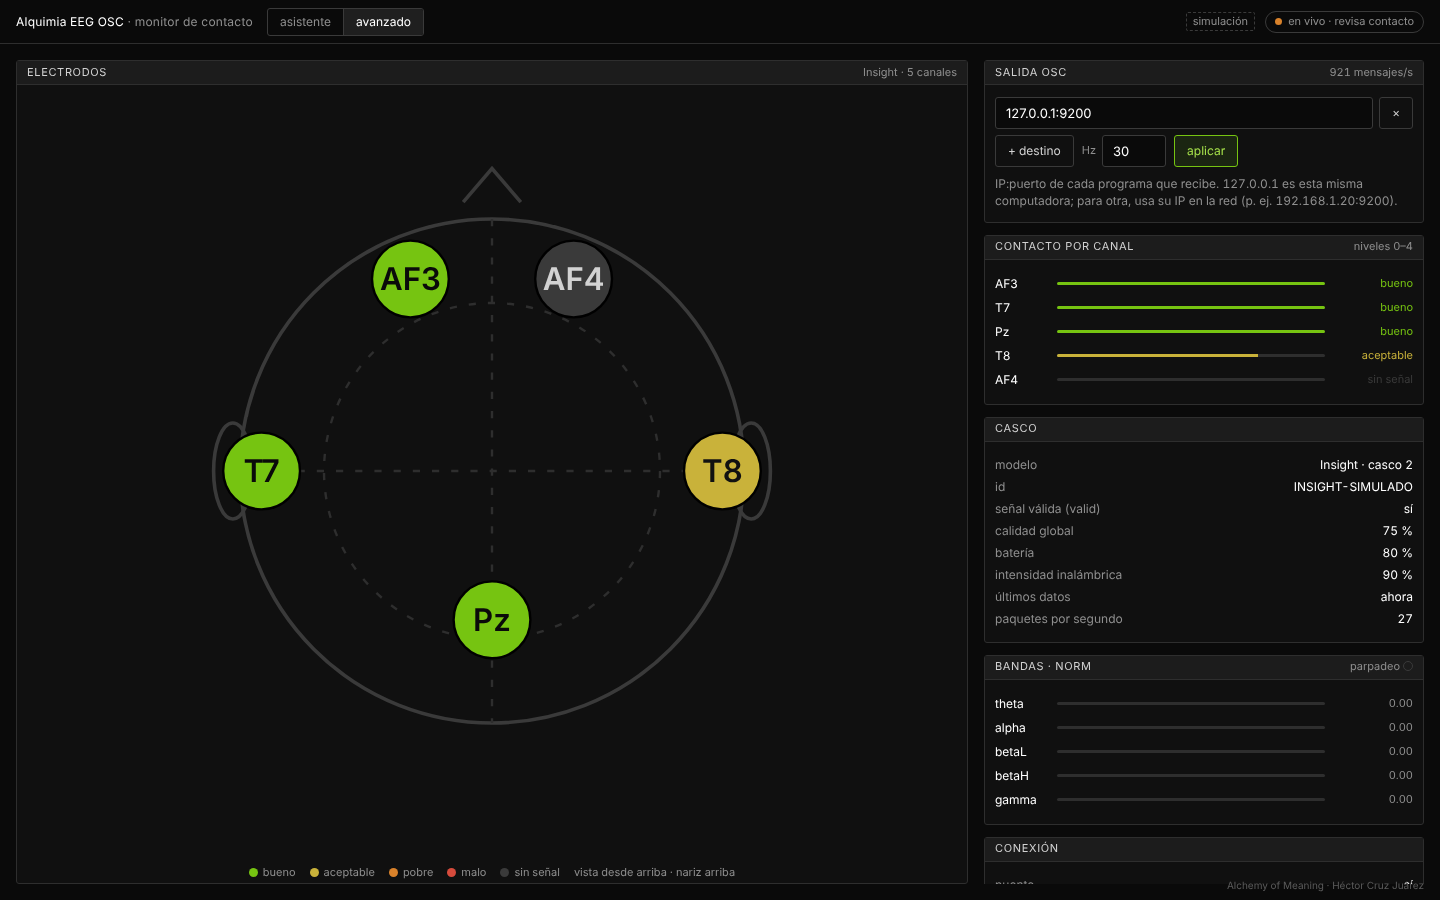 Alquimia EEG OSC · monitor de contacto
asistente
avanzado
simulación
en vivo · revisa contacto
ELECTRODOS
Insight · 5 canales
AF3
AF4
T7
T8
Pz
bueno
aceptable
pobre
malo
sin señal
vista desde arriba · nariz arriba
SALIDA OSC
921 mensajes/s
127.0.0.1:9200
×
+ destino
Hz
30
aplicar
IP:puerto de cada programa que recibe. 127.0.0.1 es esta misma
computadora; para otra, usa su IP en la red (p. ej. 192.168.1.20:9200).
CONTACTO POR CANAL
niveles 0–4
AF3 bueno
T7 bueno
Pz bueno
T8 aceptable
AF4 sin señal
CASCO
modelo Insight · casco 2
id INSIGHT-SIMULADO
señal válida (valid) sí
calidad global 75 %
batería 80 %
intensidad inalámbrica 90 %
últimos datos ahora
paquetes por segundo 27
BANDAS · NORM
parpadeo
theta 0.00
alpha 0.00
betaL 0.00
betaH 0.00
gamma 0.00
CONEXIÓN
Alchemy of Meaning · Héctor Cruz Juárez